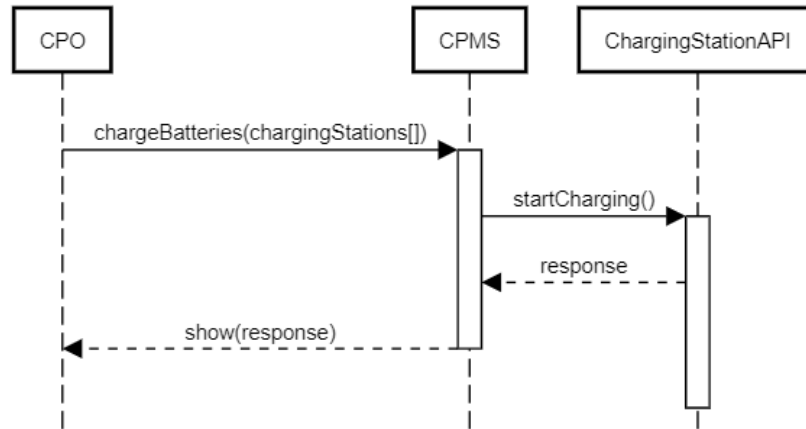 CPO
CPMS
ChargingStationAPI
chargeBatteries(chargingStations[])
startCharging()
response
show(response)